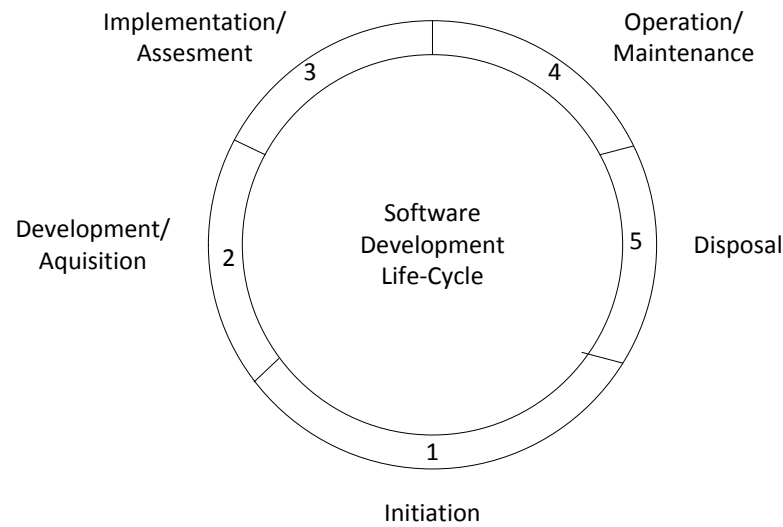 Implementation/
Assesment
3
4
Operation/
Maintenance
Development/
Aquisition
2
Software
Development
Life-Cycle
5
Disposal
1
Initiation